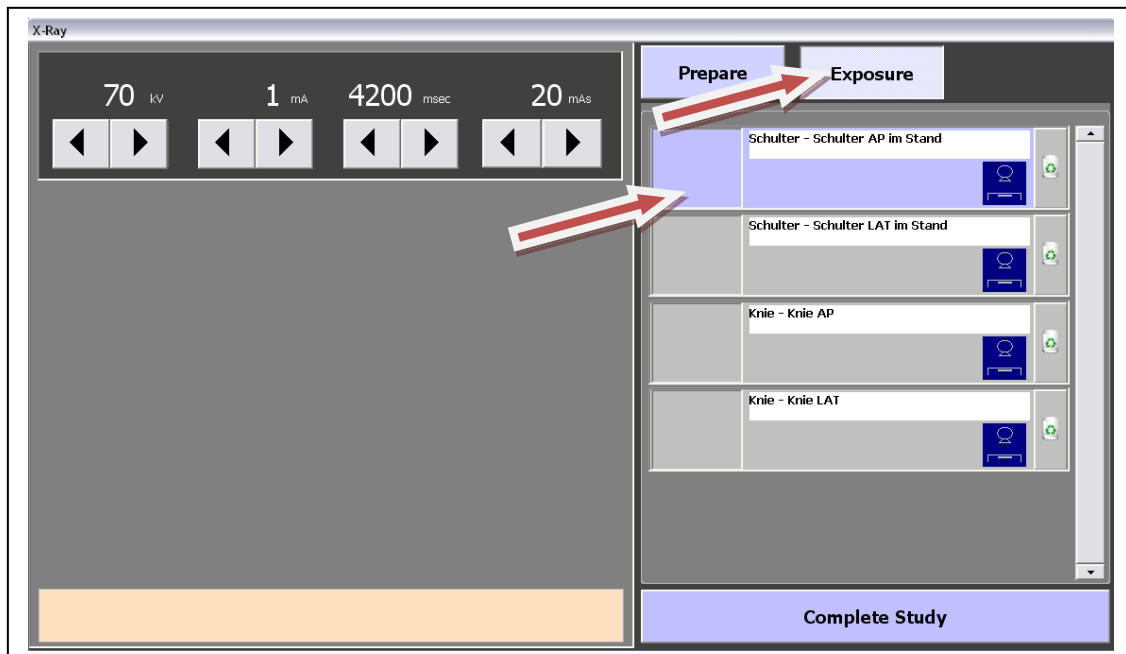 X-Ray
70 kV 1 mA 4200 msec 20 mAs
Prepare Exposure
Schulter - Schulter AP im Stand
Schulter - Schulter LAT im Stand
Knie - Knie AP
Knie - Knie LAT
Complete Study